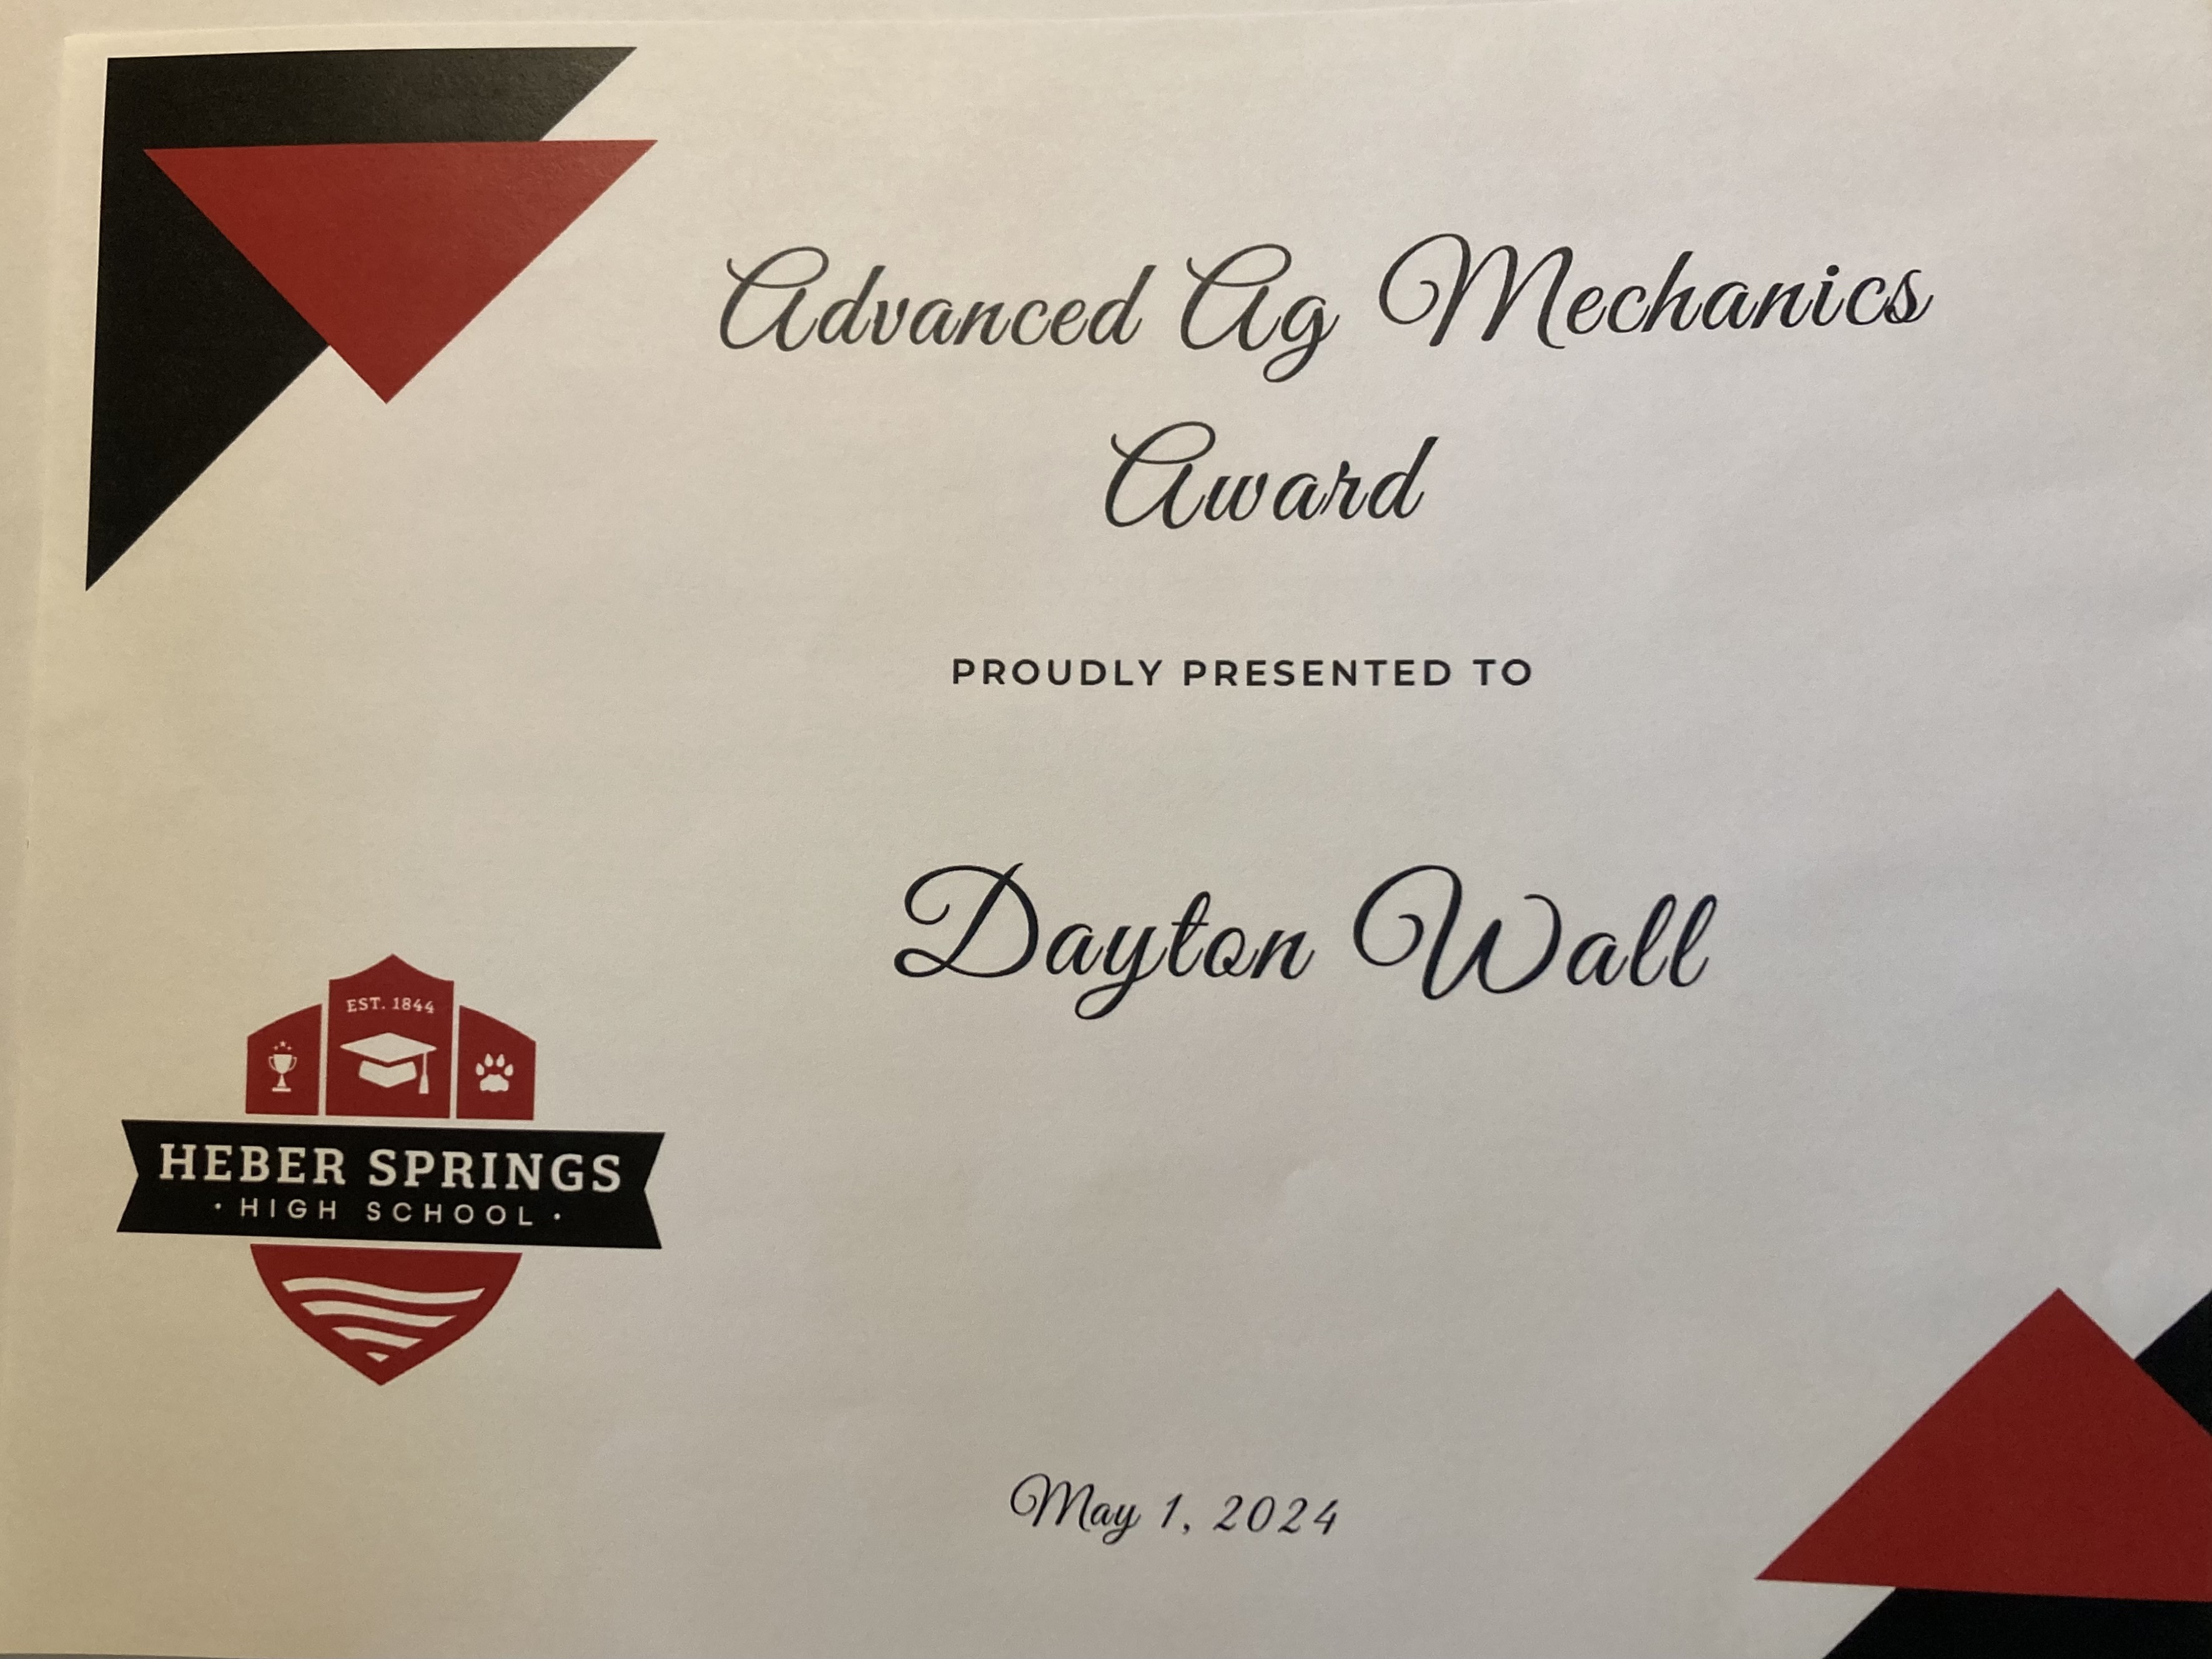 Advanced Ag Mechanics
Award
PROUDLY PRESENTED TO
Dayton Wall
EST. 1844
HEBER SPRINGS
· HIGH SCHOOL ·
May 1, 2024